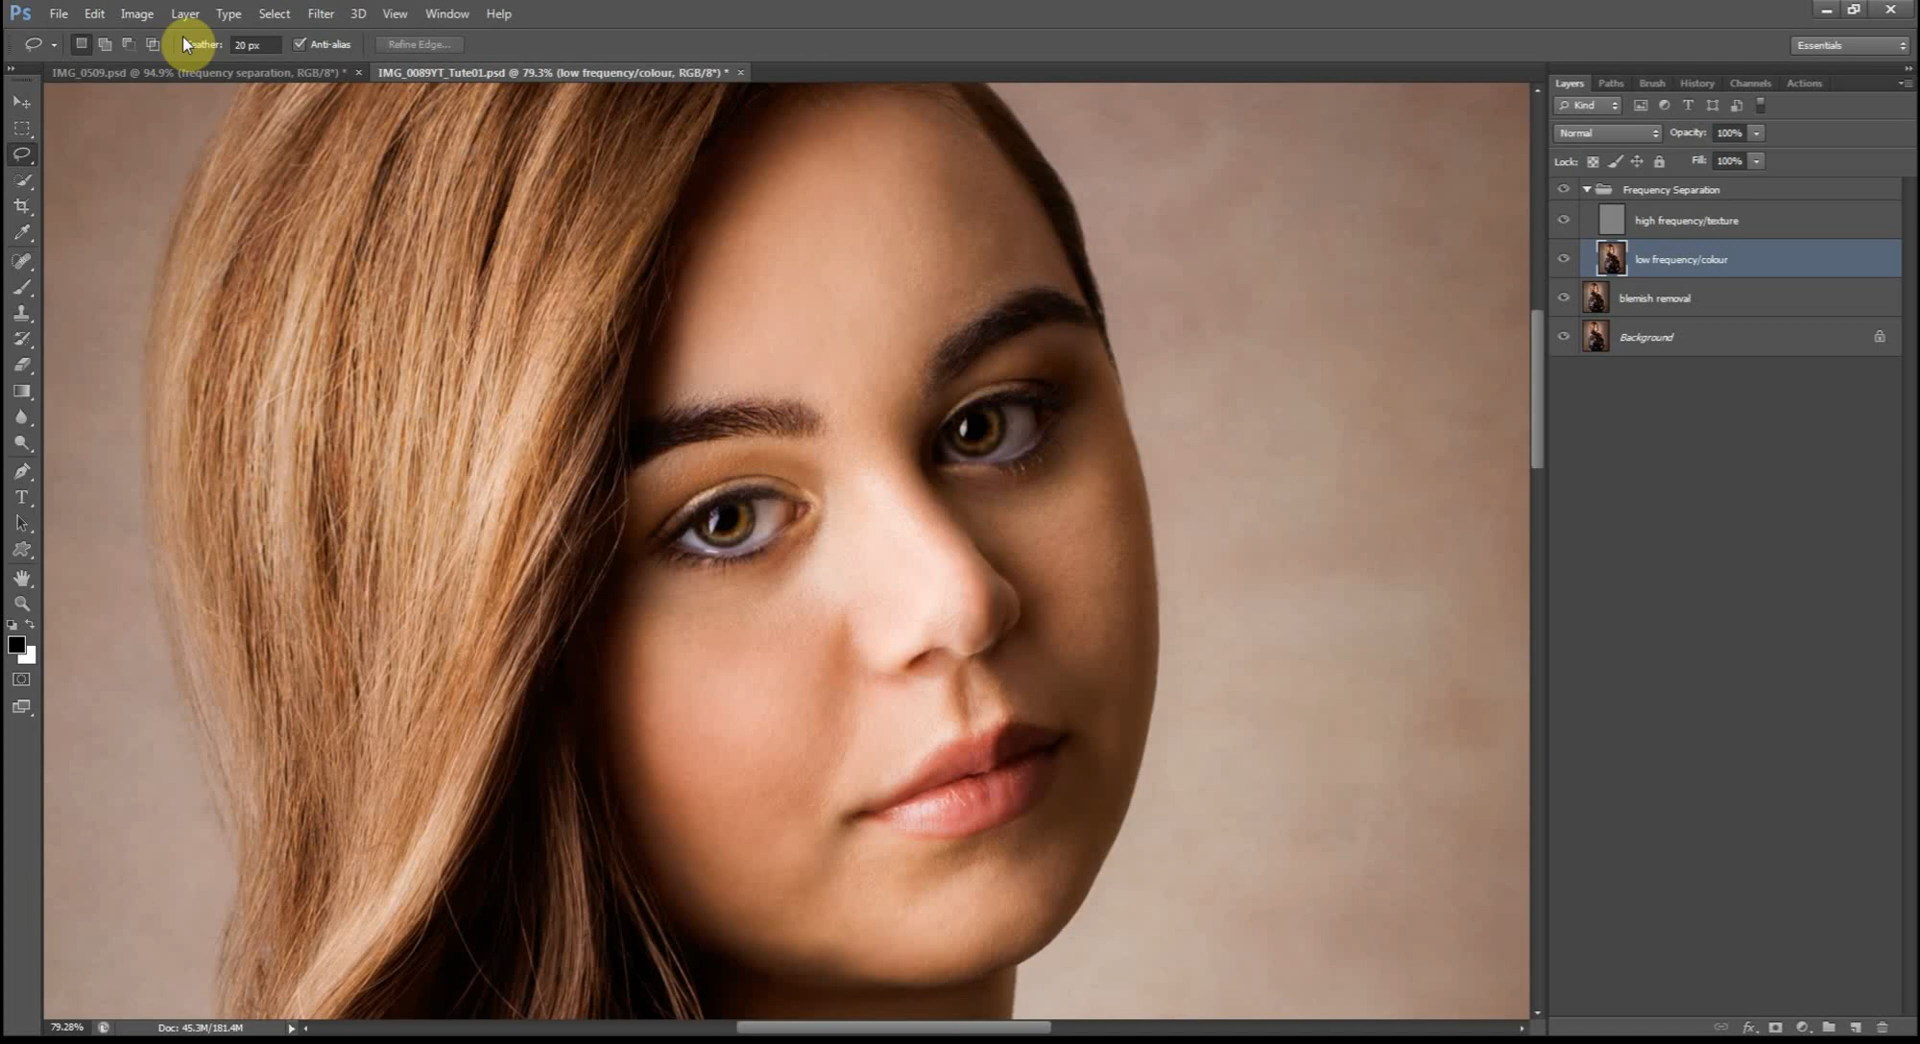 Ps File Edit Image Layer Type Select Filter 3D View Window Help
Feather: 20 px Anti-alias Refine Edge... Essentials
IMG_0509.psd @ 94.9% (frequency separation, RGB/8*) * × IMG_0089YT_Tute01.psd @ 79.3% (low frequency/colour, RGB/8*) * ×
Layers Paths Brush History Channels Actions
Kind
Normal Opacity: 100%
Lock: Fill: 100%
Frequency Separation
high frequency/texture
low frequency/colour
blemish removal
Background
79.28% Doc: 45.3M/181.4M